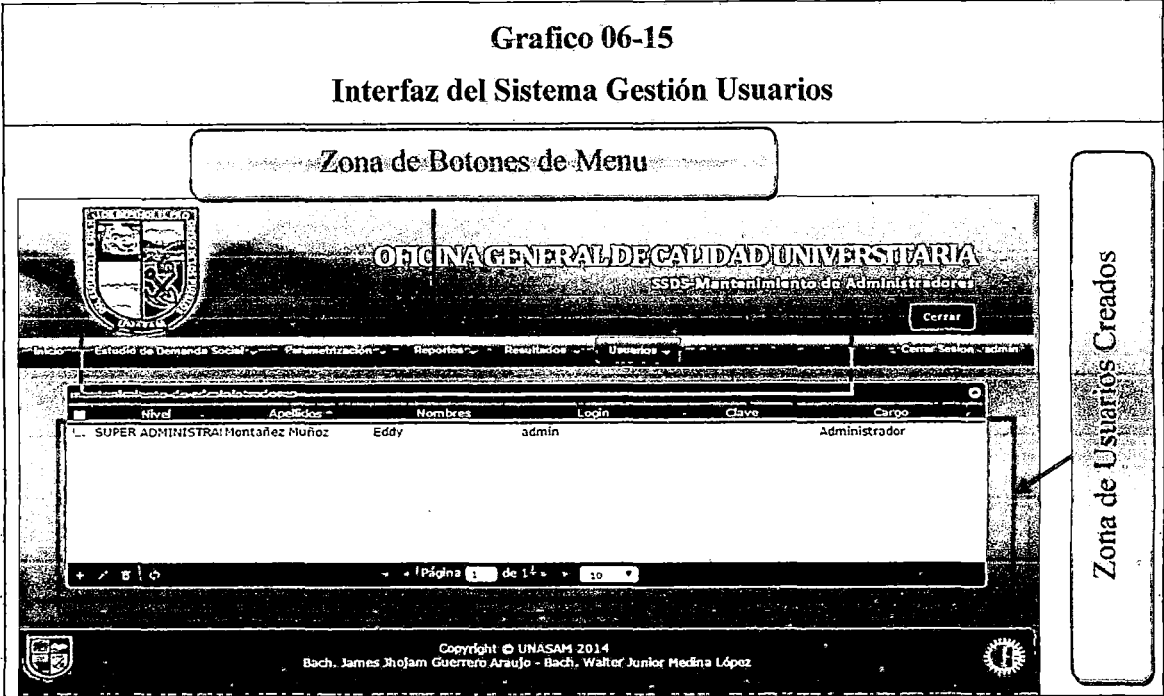 Grafico 06-15
Interfaz del Sistema Gestión Usuarios
Zona de Botones de Menu
OFICINA GENERAL DE CALIDAD UNIVERSITARIA
SSDS-Mantenimiento de Administradores
Cerrar
Inicio Estudio de Demanda Social Parametrización Reportes Resultados Usuarios Cerrar Sesion admin
mantenimiento de administradores
Nivel Apellidos Nombres Login Clave Cargo
SUPER ADMINISTRA Montañez Muñoz Eddy admin Administrador
Página 1 de 1 10
Zona de Usuarios Creados
Copyright © UNASAM 2014
Bach. James Jhojam Guerrero Araujo - Bach. Walter Junior Medina López